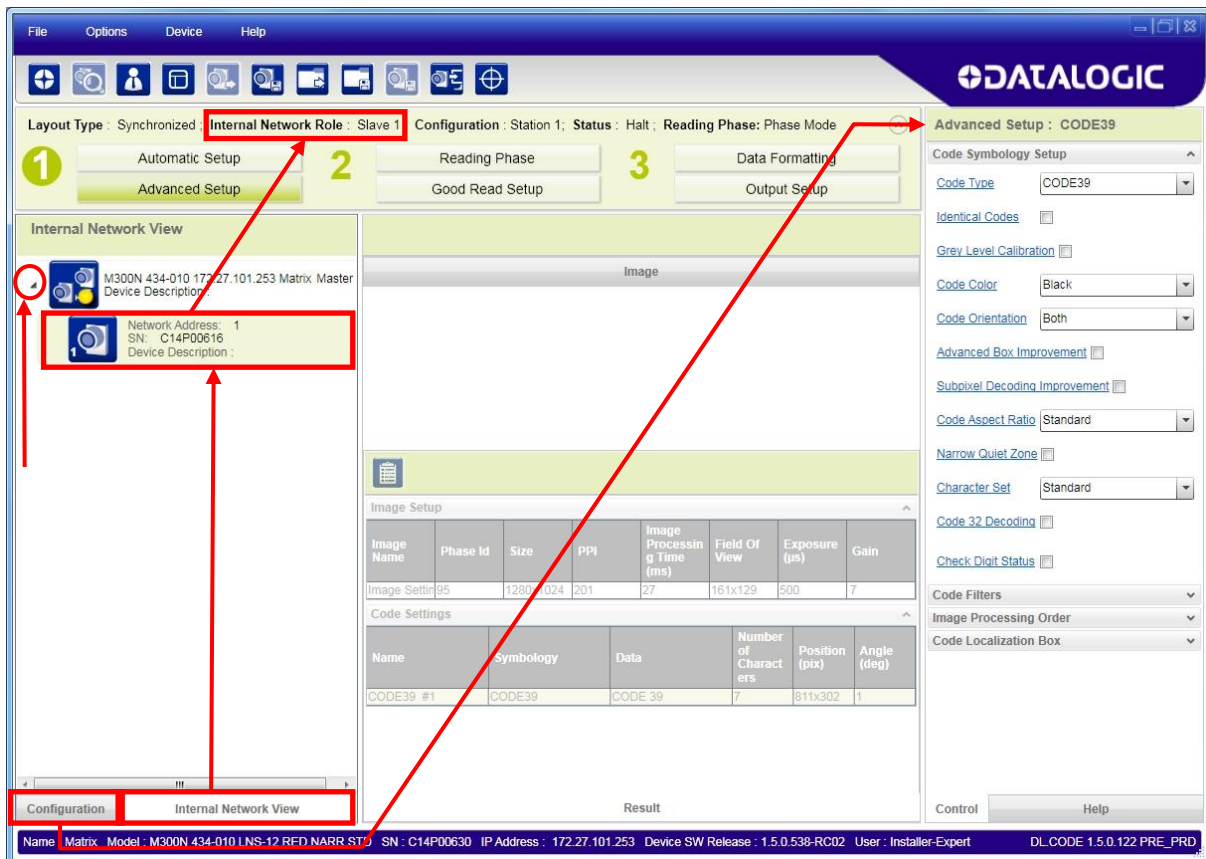 File Options Device Help
DATALOGIC
Layout Type : Synchronized ; Internal Network Role : Slave 1 Configuration : Station 1; Status : Halt ; Reading Phase: Phase Mode
1 Automatic Setup 2 Reading Phase 3 Data Formatting
Advanced Setup Good Read Setup Output Setup
Internal Network View
M300N 434-010 172.27.101.253 Matrix Master
Device Description :
1
Network Address: 1
SN: C14P00616
Device Description :
Configuration Internal Network View
Image
Image Setup
Image Name Phase Id Size PPI Image Processin g Time (ms) Field Of View Exposure (µs) Gain
Image Settin 95 1280x1024 201 27 161x129 500 7
Code Settings
Name Symbology Data Number of Charact ers Position (pix) Angle (deg)
CODE39 #1 CODE39 CODE 39 7 811x302 1
Result
Advanced Setup : CODE39
Code Symbology Setup
Code Type CODE39
Identical Codes
Grey Level Calibration
Code Color Black
Code Orientation Both
Advanced Box Improvement
Subpixel Decoding Improvement
Code Aspect Ratio Standard
Narrow Quiet Zone
Character Set Standard
Code 32 Decoding
Check Digit Status
Code Filters
Image Processing Order
Code Localization Box
Control Help
Name Matrix Model : M300N 434-010 LNS-12 RED NARR STD SN : C14P00630 IP Address : 172.27.101.253 Device SW Release : 1.5.0.538-RC02 User : Installer-Expert DL.CODE 1.5.0.122 PRE_PRD